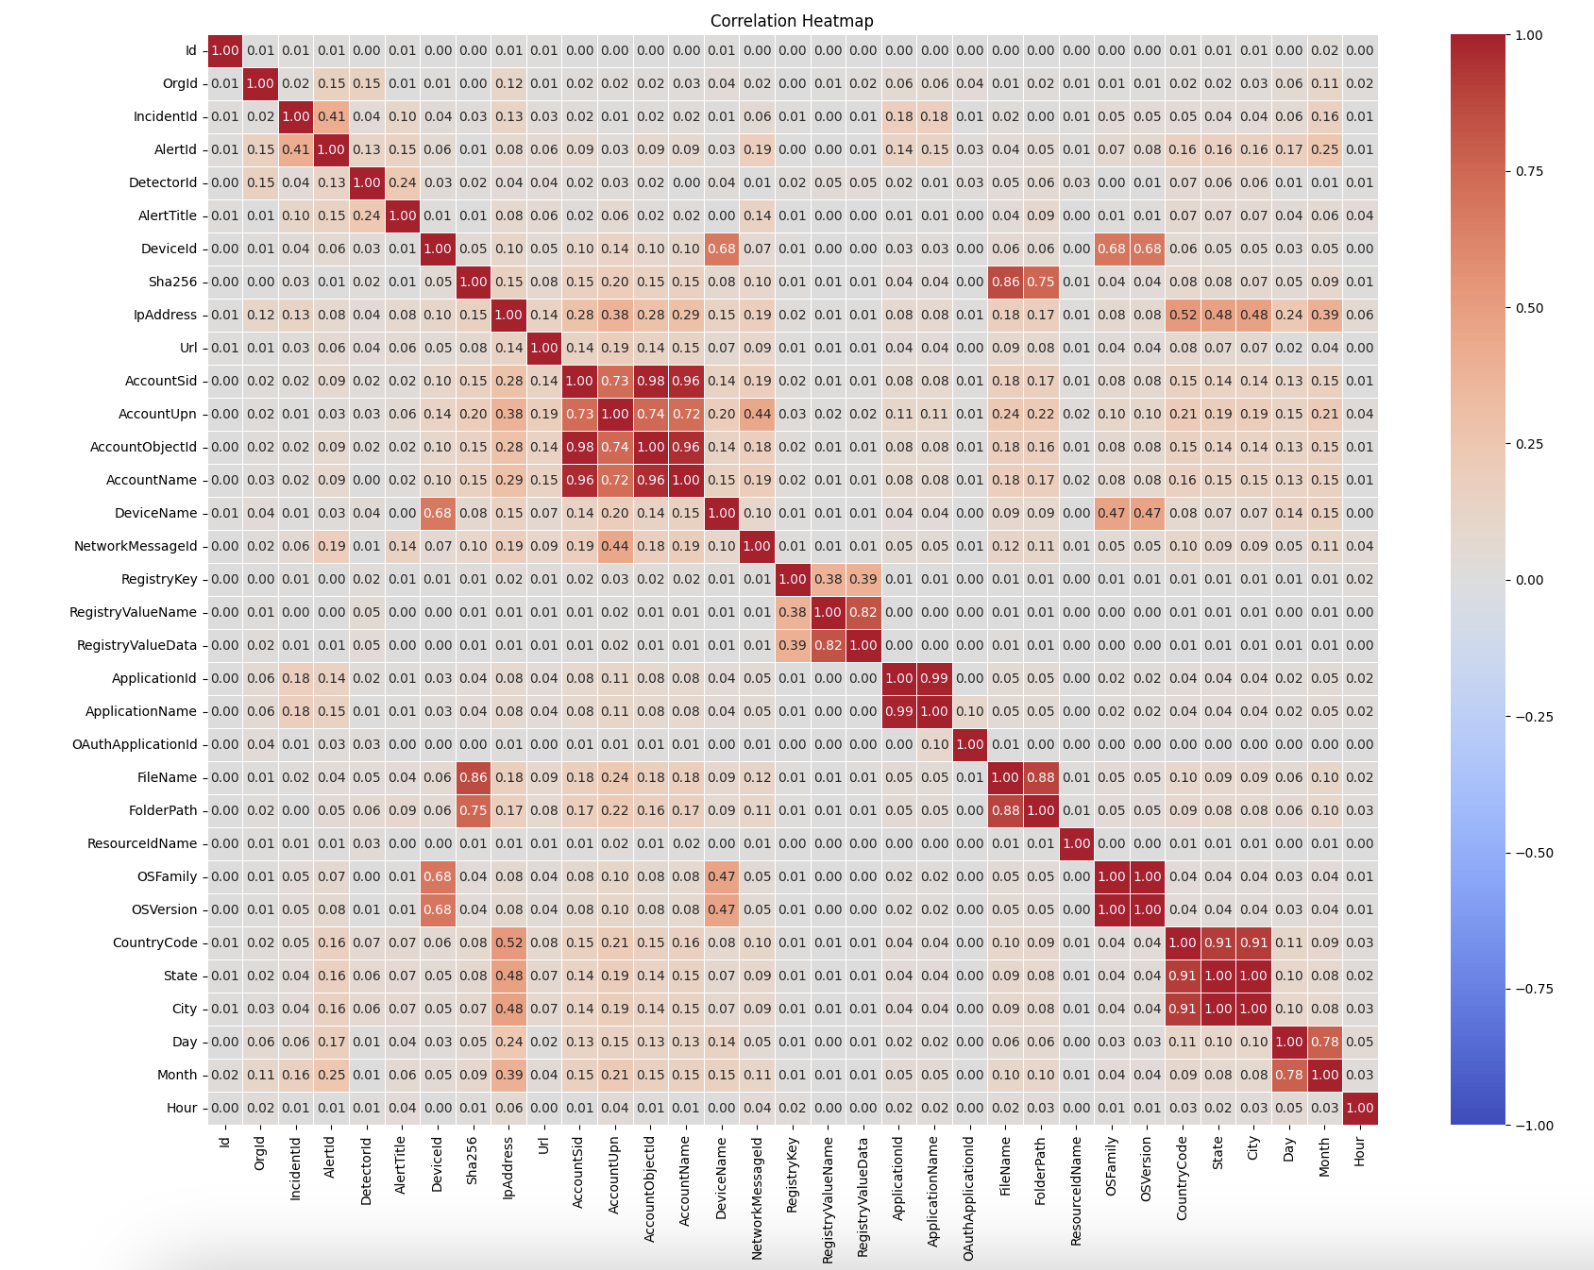 Correlation Heatmap
Id 1.00 0.01 0.01 0.01 0.00 0.01 0.00 0.00 0.01 0.01 0.00 0.00 0.00 0.00 0.01 0.00 0.00 0.00 0.00 0.00 0.00 0.00 0.00 0.00 0.00 0.00 0.00 0.01 0.01 0.01 0.00 0.02 0.00
OrgId 0.01 1.00 0.02 0.15 0.15 0.01 0.01 0.00 0.12 0.01 0.02 0.02 0.02 0.03 0.04 0.02 0.00 0.01 0.02 0.06 0.06 0.04 0.01 0.02 0.01 0.01 0.01 0.02 0.02 0.03 0.06 0.11 0.02
IncidentId 0.01 0.02 1.00 0.41 0.04 0.10 0.04 0.03 0.13 0.03 0.02 0.01 0.02 0.02 0.01 0.06 0.01 0.00 0.01 0.18 0.18 0.01 0.02 0.00 0.01 0.05 0.05 0.05 0.04 0.04 0.06 0.16 0.01
AlertId 0.01 0.15 0.41 1.00 0.13 0.15 0.06 0.01 0.08 0.06 0.09 0.03 0.09 0.09 0.03 0.19 0.00 0.00 0.01 0.14 0.15 0.03 0.04 0.05 0.01 0.07 0.08 0.16 0.16 0.16 0.17 0.25 0.01
DetectorId 0.00 0.15 0.04 0.13 1.00 0.24 0.03 0.02 0.04 0.04 0.02 0.03 0.02 0.00 0.04 0.01 0.02 0.05 0.05 0.02 0.01 0.03 0.05 0.06 0.03 0.00 0.01 0.07 0.06 0.06 0.01 0.01 0.01
AlertTitle 0.01 0.01 0.10 0.15 0.24 1.00 0.01 0.01 0.08 0.06 0.02 0.06 0.02 0.02 0.00 0.14 0.01 0.00 0.00 0.01 0.01 0.00 0.04 0.09 0.00 0.01 0.01 0.07 0.07 0.07 0.04 0.06 0.04
DeviceId 0.00 0.01 0.04 0.06 0.03 0.01 1.00 0.05 0.10 0.05 0.10 0.14 0.10 0.10 0.68 0.07 0.01 0.00 0.00 0.03 0.03 0.00 0.06 0.06 0.00 0.68 0.68 0.06 0.05 0.05 0.03 0.05 0.00
Sha256 0.00 0.00 0.03 0.01 0.02 0.01 0.05 1.00 0.15 0.08 0.15 0.20 0.15 0.15 0.08 0.10 0.01 0.01 0.01 0.04 0.04 0.00 0.86 0.75 0.01 0.04 0.04 0.08 0.08 0.07 0.05 0.09 0.01
IpAddress 0.01 0.12 0.13 0.08 0.04 0.08 0.10 0.15 1.00 0.14 0.28 0.38 0.28 0.29 0.15 0.19 0.02 0.01 0.01 0.08 0.08 0.01 0.18 0.17 0.01 0.08 0.08 0.52 0.48 0.48 0.24 0.39 0.06
Url 0.01 0.01 0.03 0.06 0.04 0.06 0.05 0.08 0.14 1.00 0.14 0.19 0.14 0.15 0.07 0.09 0.01 0.01 0.01 0.04 0.04 0.00 0.09 0.08 0.01 0.04 0.04 0.08 0.07 0.07 0.02 0.04 0.00
AccountSid 0.00 0.02 0.02 0.09 0.02 0.02 0.10 0.15 0.28 0.14 1.00 0.73 0.98 0.96 0.14 0.19 0.02 0.01 0.01 0.08 0.08 0.01 0.18 0.17 0.01 0.08 0.08 0.15 0.14 0.14 0.13 0.15 0.01
AccountUpn 0.00 0.02 0.01 0.03 0.03 0.06 0.14 0.20 0.38 0.19 0.73 1.00 0.74 0.72 0.20 0.44 0.03 0.02 0.02 0.11 0.11 0.01 0.24 0.22 0.02 0.10 0.10 0.21 0.19 0.19 0.15 0.21 0.04
AccountObjectId 0.00 0.02 0.02 0.09 0.02 0.02 0.10 0.15 0.28 0.14 0.98 0.74 1.00 0.96 0.14 0.18 0.02 0.01 0.01 0.08 0.08 0.01 0.18 0.16 0.01 0.08 0.08 0.15 0.14 0.14 0.13 0.15 0.01
AccountName 0.00 0.03 0.02 0.09 0.00 0.02 0.10 0.15 0.29 0.15 0.96 0.72 0.96 1.00 0.15 0.19 0.02 0.01 0.01 0.08 0.08 0.01 0.18 0.17 0.02 0.08 0.08 0.16 0.15 0.15 0.13 0.15 0.01
DeviceName 0.01 0.04 0.01 0.03 0.04 0.00 0.68 0.08 0.15 0.07 0.14 0.20 0.14 0.15 1.00 0.10 0.01 0.01 0.01 0.04 0.04 0.00 0.09 0.09 0.00 0.47 0.47 0.08 0.07 0.07 0.14 0.15 0.00
NetworkMessageId 0.00 0.02 0.06 0.19 0.01 0.14 0.07 0.10 0.19 0.09 0.19 0.44 0.18 0.19 0.10 1.00 0.01 0.01 0.01 0.05 0.05 0.01 0.12 0.11 0.01 0.05 0.05 0.10 0.09 0.09 0.05 0.11 0.04
RegistryKey 0.00 0.00 0.01 0.00 0.02 0.01 0.01 0.01 0.02 0.01 0.02 0.03 0.02 0.02 0.01 0.01 1.00 0.38 0.39 0.01 0.01 0.00 0.01 0.01 0.00 0.01 0.01 0.01 0.01 0.01 0.01 0.01 0.02
RegistryValueName 0.00 0.01 0.00 0.00 0.05 0.00 0.00 0.01 0.01 0.01 0.01 0.02 0.01 0.01 0.01 0.01 0.38 1.00 0.82 0.00 0.00 0.00 0.01 0.01 0.00 0.00 0.00 0.01 0.01 0.01 0.00 0.01 0.00
RegistryValueData 0.00 0.02 0.01 0.01 0.05 0.00 0.00 0.01 0.01 0.01 0.01 0.02 0.01 0.01 0.01 0.01 0.39 0.82 1.00 0.00 0.00 0.00 0.01 0.01 0.00 0.00 0.00 0.01 0.01 0.01 0.01 0.01 0.00
ApplicationId 0.00 0.06 0.18 0.14 0.02 0.01 0.03 0.04 0.08 0.04 0.08 0.11 0.08 0.08 0.04 0.05 0.01 0.00 0.00 1.00 0.99 0.00 0.05 0.05 0.00 0.02 0.02 0.04 0.04 0.04 0.02 0.05 0.02
ApplicationName 0.00 0.06 0.18 0.15 0.01 0.01 0.03 0.04 0.08 0.04 0.08 0.11 0.08 0.08 0.04 0.05 0.01 0.00 0.00 0.99 1.00 0.10 0.05 0.05 0.00 0.02 0.02 0.04 0.04 0.04 0.02 0.05 0.02
OAuthApplicationId 0.00 0.04 0.01 0.03 0.03 0.00 0.00 0.00 0.01 0.00 0.01 0.01 0.01 0.01 0.00 0.01 0.00 0.00 0.00 0.00 0.10 1.00 0.01 0.00 0.00 0.00 0.00 0.00 0.00 0.00 0.00 0.00 0.00
FileName 0.00 0.01 0.02 0.04 0.05 0.04 0.06 0.86 0.18 0.09 0.18 0.24 0.18 0.18 0.09 0.12 0.01 0.01 0.01 0.05 0.05 0.01 1.00 0.88 0.01 0.05 0.05 0.10 0.09 0.09 0.06 0.10 0.02
FolderPath 0.00 0.02 0.00 0.05 0.06 0.09 0.06 0.75 0.17 0.08 0.17 0.22 0.16 0.17 0.09 0.11 0.01 0.01 0.01 0.05 0.05 0.00 0.88 1.00 0.01 0.05 0.05 0.09 0.08 0.08 0.06 0.10 0.03
ResourceIdName 0.00 0.01 0.01 0.01 0.03 0.00 0.00 0.01 0.01 0.01 0.01 0.02 0.01 0.02 0.00 0.01 0.00 0.00 0.00 0.00 0.00 0.00 0.01 0.01 1.00 0.00 0.00 0.01 0.01 0.01 0.00 0.01 0.00
OSFamily 0.00 0.01 0.05 0.07 0.00 0.01 0.68 0.04 0.08 0.04 0.08 0.10 0.08 0.08 0.47 0.05 0.01 0.00 0.00 0.02 0.02 0.00 0.05 0.05 0.00 1.00 1.00 0.04 0.04 0.04 0.03 0.04 0.01
OSVersion 0.00 0.01 0.05 0.08 0.01 0.01 0.68 0.04 0.08 0.04 0.08 0.10 0.08 0.08 0.47 0.05 0.01 0.00 0.00 0.02 0.02 0.00 0.05 0.05 0.00 1.00 1.00 0.04 0.04 0.04 0.03 0.04 0.01
CountryCode 0.01 0.02 0.05 0.16 0.07 0.07 0.06 0.08 0.52 0.08 0.15 0.21 0.15 0.16 0.08 0.10 0.01 0.01 0.01 0.04 0.04 0.00 0.10 0.09 0.01 0.04 0.04 1.00 0.91 0.91 0.11 0.09 0.03
State 0.01 0.02 0.04 0.16 0.06 0.07 0.05 0.08 0.48 0.07 0.14 0.19 0.14 0.15 0.07 0.09 0.01 0.01 0.01 0.04 0.04 0.00 0.09 0.08 0.01 0.04 0.04 0.91 1.00 1.00 0.10 0.08 0.02
City 0.01 0.03 0.04 0.16 0.06 0.07 0.05 0.07 0.48 0.07 0.14 0.19 0.14 0.15 0.07 0.09 0.01 0.01 0.01 0.04 0.04 0.00 0.09 0.08 0.01 0.04 0.04 0.91 1.00 1.00 0.10 0.08 0.03
Day 0.00 0.06 0.06 0.17 0.01 0.04 0.03 0.05 0.24 0.02 0.13 0.15 0.13 0.13 0.14 0.05 0.01 0.00 0.01 0.02 0.02 0.00 0.06 0.06 0.00 0.03 0.03 0.11 0.10 0.10 1.00 0.78 0.05
Month 0.02 0.11 0.16 0.25 0.01 0.06 0.05 0.09 0.39 0.04 0.15 0.21 0.15 0.15 0.15 0.11 0.01 0.01 0.01 0.05 0.05 0.00 0.10 0.10 0.01 0.04 0.04 0.09 0.08 0.08 0.78 1.00 0.03
Hour 0.00 0.02 0.01 0.01 0.01 0.04 0.00 0.01 0.06 0.00 0.01 0.04 0.01 0.01 0.00 0.04 0.02 0.00 0.00 0.02 0.02 0.00 0.02 0.03 0.00 0.01 0.01 0.03 0.02 0.03 0.05 0.03 1.00
Id
OrgId
IncidentId
AlertId
DetectorId
AlertTitle
DeviceId
Sha256
IpAddress
Url
AccountSid
AccountUpn
AccountObjectId
AccountName
DeviceName
NetworkMessageId
RegistryKey
RegistryValueName
RegistryValueData
ApplicationId
ApplicationName
OAuthApplicationId
FileName
FolderPath
ResourceIdName
OSFamily
OSVersion
CountryCode
State
City
Day
Month
Hour
1.00
0.75
0.50
0.25
0.00
−0.25
−0.50
−0.75
−1.00